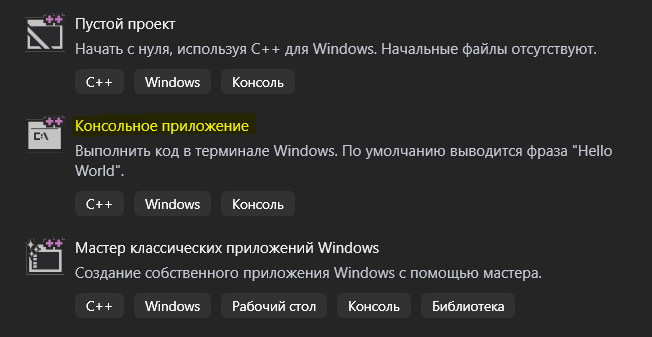 Пустой проект
Начать с нуля, используя C++ для Windows. Начальные файлы отсутствуют.
C++ Windows Консоль
C:\
Консольное приложение
Выполнить код в терминале Windows. По умолчанию выводится фраза "Hello
World".
C++ Windows Консоль
Мастер классических приложений Windows
Создание собственного приложения Windows с помощью мастера.
C++ Windows Рабочий стол Консоль Библиотека